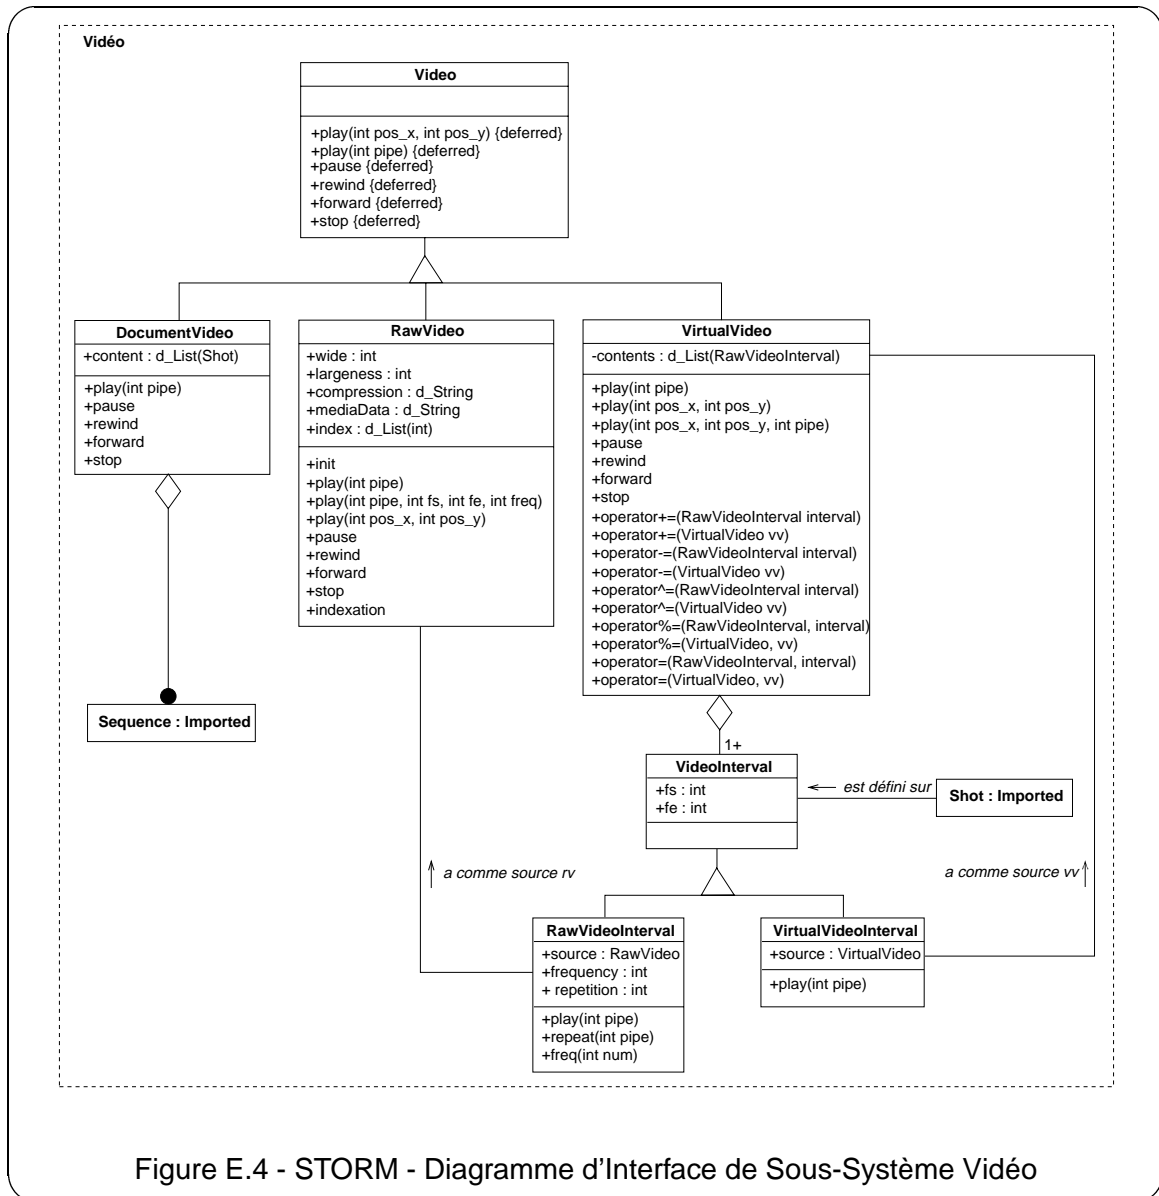 Vidéo
Video
+play(int pos_x, int pos_y) {deferred}
+play(int pipe) {deferred}
+pause {deferred}
+rewind {deferred}
+forward {deferred}
+stop {deferred}
DocumentVideo
+content : d_List(Shot)
+play(int pipe)
+pause
+rewind
+forward
+stop
RawVideo
+wide : int
+largeness : int
+compression : d_String
+mediaData : d_String
+index : d_List(int)
+init
+play(int pipe)
+play(int pipe, int fs, int fe, int freq)
+play(int pos_x, int pos_y)
+pause
+rewind
+forward
+stop
+indexation
VirtualVideo
-contents : d_List(RawVideoInterval)
+play(int pipe)
+play(int pos_x, int pos_y)
+play(int pos_x, int pos_y, int pipe)
+pause
+rewind
+forward
+stop
+operator+=(RawVideoInterval interval)
+operator+=(VirtualVideo vv)
+operator-=(RawVideoInterval interval)
+operator-=(VirtualVideo vv)
+operator^=(RawVideoInterval interval)
+operator^=(VirtualVideo vv)
+operator%=(RawVideoInterval, interval)
+operator%=(VirtualVideo, vv)
+operator=(RawVideoInterval, interval)
+operator=(VirtualVideo, vv)
Sequence : Imported
1+
VideoInterval
+fs : int
+fe : int
est défini sur
Shot : Imported
a comme source rv
a comme source vv
RawVideoInterval
+source : RawVideo
+frequency : int
+ repetition : int
+play(int pipe)
+repeat(int pipe)
+freq(int num)
VirtualVideoInterval
+source : VirtualVideo
+play(int pipe)
Figure E.4 - STORM - Diagramme d'Interface de Sous-Système Vidéo